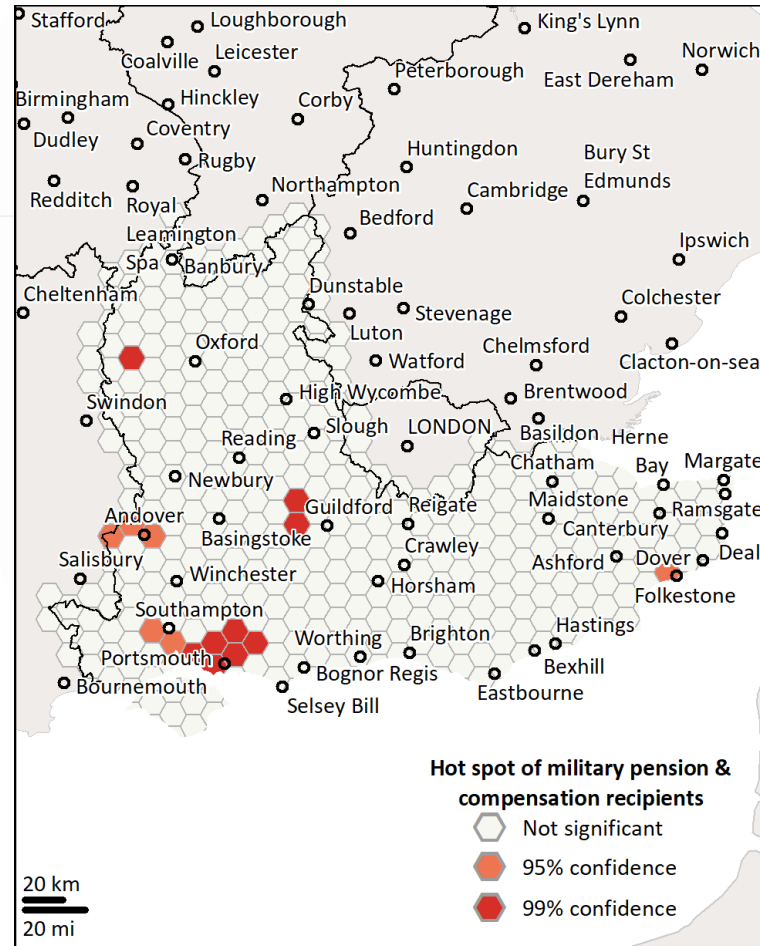 Stafford
Loughborough
King's Lynn
Coalville
Leicester
Norwich
Peterborough
East Dereham
Birmingham
Hinckley
Corby
Dudley
Coventry
Rugby
Huntingdon
Bury St
Edmunds
Redditch
Royal
Leamington
Spa
Northampton
Cambridge
Bedford
Banbury
Ipswich
Cheltenham
Dunstable
Colchester
Luton
Stevenage
Oxford
Watford
Chelmsford
Clacton-on-sea
Swindon
High Wycombe
Brentwood
Slough
LONDON
Basildon
Herne
Bay
Reading
Chatham
Margate
Newbury
Andover
Guildford
Reigate
Maidstone
Ramsgate
Basingstoke
Canterbury
Salisbury
Crawley
Ashford
Dover
Deal
Winchester
Horsham
Folkestone
Southampton
Worthing
Brighton
Hastings
Portsmouth
Bognor Regis
Bexhill
Bournemouth
Selsey Bill
Eastbourne
Hot spot of military pension &
compensation recipients
Not significant
95% confidence
99% confidence
20 km
20 mi